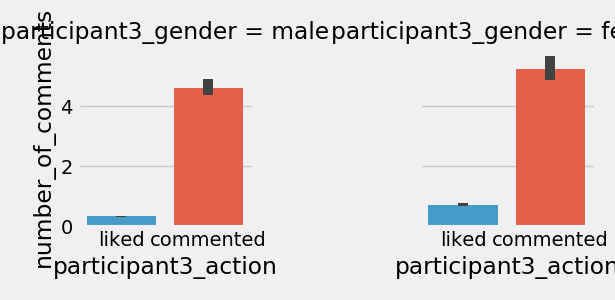 participant3_gender = male
participant3_gender = fe
number_of_comments
4
2
0
liked commented
liked commented
participant3_action
participant3_action